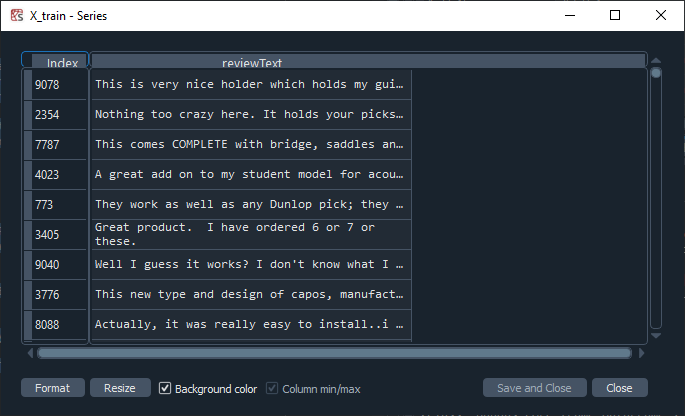 X_train - Series
Index reviewText
9078 This is very nice holder which holds my gui…
2354 Nothing too crazy here. It holds your picks…
7787 This comes COMPLETE with bridge, saddles an…
4023 A great add on to my student model for acou…
773 They work as well as any Dunlop pick; they …
3405 Great product.  I have ordered 6 or 7 or
these.
9040 Well I guess it works? I don't know what I …
3776 This new type and design of capos, manufact…
8088 Actually, it was really easy to install..i …
Format Resize Background color Column min/max Save and Close Close